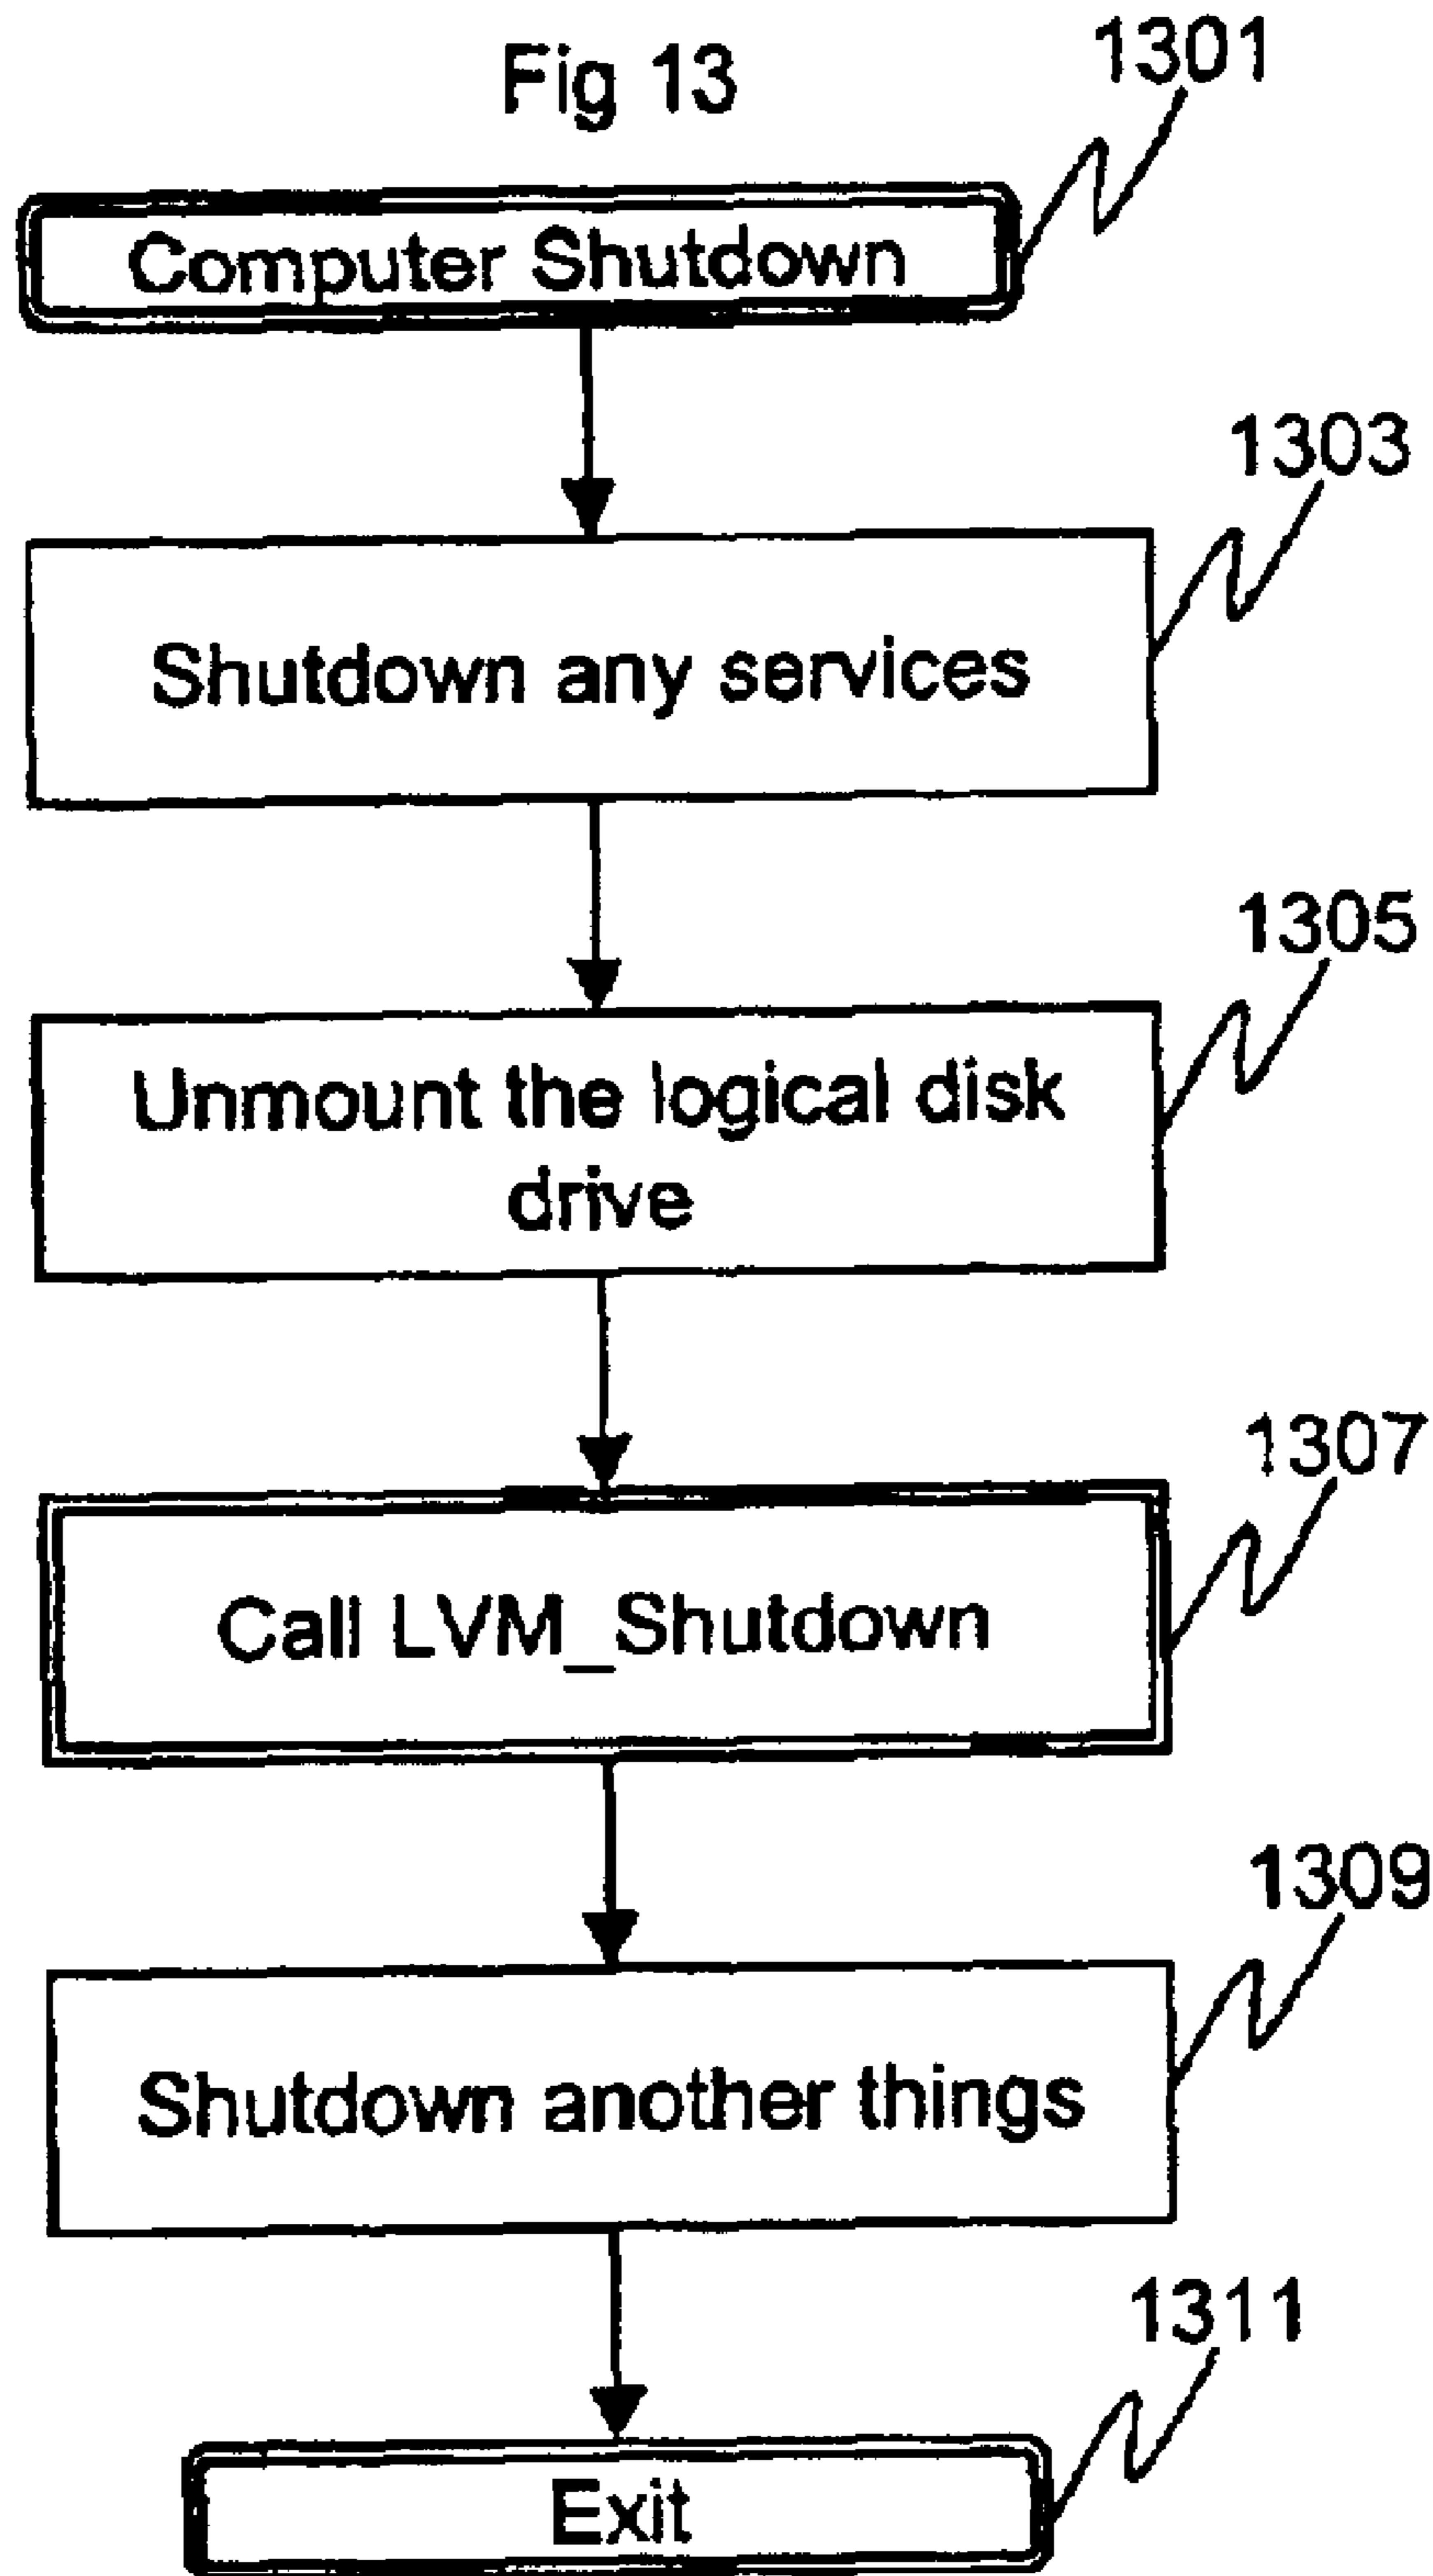 Fig 13
1301
Computer Shutdown
1303
Shutdown any services
1305
Unmount the logical disk
drive
1307
Call LVM_Shutdown
1309
Shutdown another things
1311
Exit